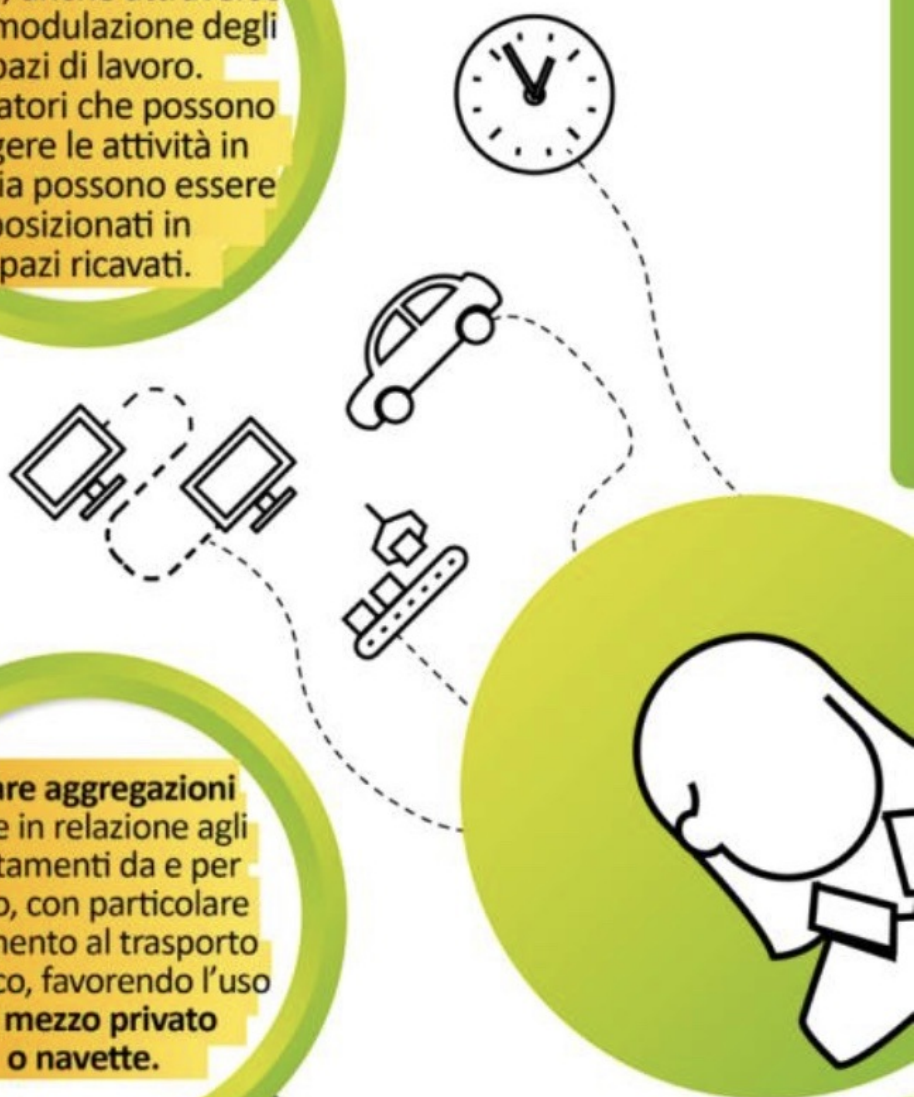 modulazione degli
pazi di lavoro.
atori che possono
gere le attività in
ia possono essere
posizionati in
pazi ricavati.
are aggregazioni
e in relazione agli
tamenti da e per
o, con particolare
mento al trasporto
co, favorendo l'uso
mezzo privato
o navette.